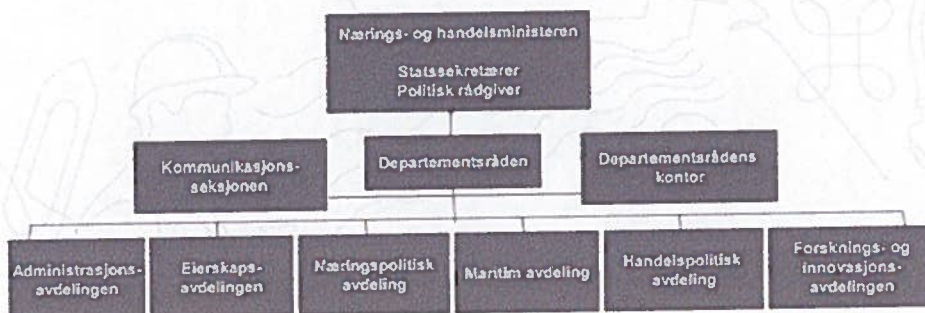 Nærings- og handelsministeren
Statssekretærer
Politisk rådgiver
Kommunikasjons-
seksjonen
Departementsråden
Departementsrådens
kontor
Administrasjons-
avdelingen
Eierskaps-
avdelingen
Næringspolitisk
avdeling
Maritim avdeling
Handelspolitisk
avdeling
Forsknings- og
innovasjons-
avdelingen